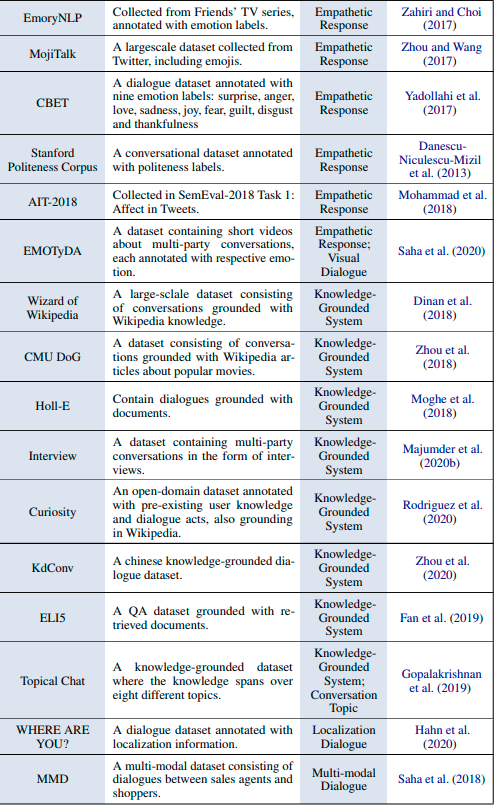 EmoryNLP
Collected from Friends' TV series,
annotated with emotion labels.
Empathetic
Response
Zahiri and Choi
(2017)
MojiTalk
A largescale dataset collected from
Twitter, including emojis.
Empathetic
Response
Zhou and Wang
(2017)
CBET
A dialogue dataset annotated with
nine emotion labels: surprise, anger,
love, sadness, joy, fear, guilt, disgust
and thankfulness
Empathetic
Response
Yadollahi et al.
(2017)
Stanford
Politeness Corpus
A conversational dataset annotated
with politeness labels.
Empathetic
Response
Danescu-
Niculescu-Mizil
et al. (2013)
AIT-2018
Collected in SemEval-2018 Task 1:
Affect in Tweets.
Empathetic
Response
Mohammad et al.
(2018)
EMOTyDA
A dataset containing short videos
about multi-party conversations,
each annotated with respective emo-
tion.
Empathetic
Response;
Visual
Dialogue
Saha et al. (2020)
Wizard of
Wikipedia
A large-sclale dataset consisting
of conversations grounded with
Wikipedia knowledge.
Knowledge-
Grounded
System
Dinan et al.
(2018)
CMU DoG
A dataset consisting of conversa-
tions grounded with Wikipedia ar-
ticles about popular movies.
Knowledge-
Grounded
System
Zhou et al.
(2018)
Holl-E
Contain dialogues grounded with
documents.
Knowledge-
Grounded
System
Moghe et al.
(2018)
Interview
A dataset containing multi-party
conversations in the form of inter-
views.
Knowledge-
Grounded
System
Majumder et al.
(2020b)
Curiosity
An open-domain dataset annotated
with pre-existing user knowledge
and dialogue acts, also grounding
in Wikipedia.
Knowledge-
Grounded
System
Rodriguez et al.
(2020)
KdConv
A chinese knowledge-grounded dia-
logue dataset.
Knowledge-
Grounded
System
Zhou et al.
(2020)
ELI5
A QA dataset grounded with re-
trieved documents.
Knowledge-
Grounded
System
Fan et al. (2019)
Topical Chat
A knowledge-grounded dataset
where the knowledge spans over
eight different topics.
Knowledge-
Grounded
System;
Conversation
Topic
Gopalakrishnan
et al. (2019)
WHERE ARE
YOU?
A dialogue dataset annotated with
localization information.
Localization
Dialogue
Hahn et al.
(2020)
MMD
A multi-modal dataset consisting of
dialogues between sales agents and
shoppers.
Multi-modal
Dialogue
Saha et al. (2018)